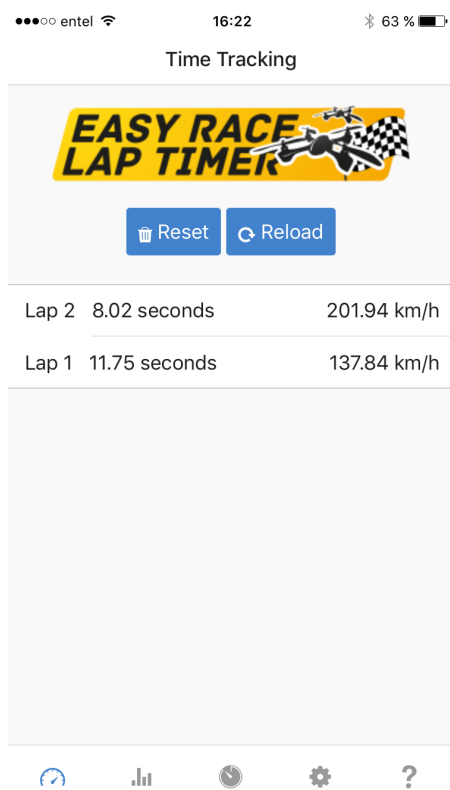 entel 16:22 63 %
Time Tracking
EASY RACE
LAP TIMER
Reset Reload
Lap 2 8.02 seconds 201.94 km/h
Lap 1 11.75 seconds 137.84 km/h
?